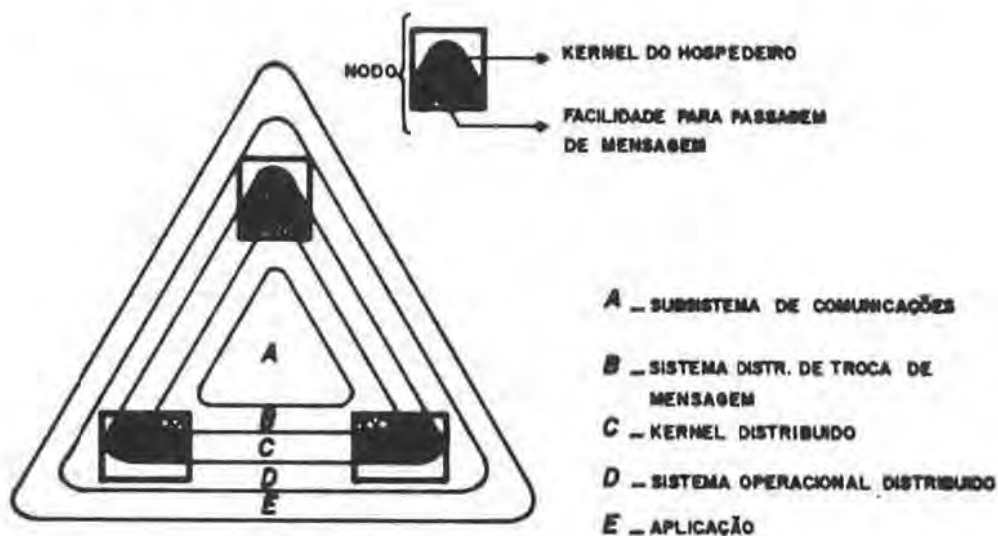 NODO
KERNEL DO HOSPEDEIRO
FACILIDADE PARA PASSAGEM
DE MENSAGEM
A
B
C
D
E
A – SUBSISTEMA DE COMUNICAÇÕES
B – SISTEMA DISTR. DE TROCA DE
MENSAGEM
C – KERNEL DISTRIBUIDO
D – SISTEMA OPERACIONAL DISTRIBUIDO
E – APLICAÇÃO